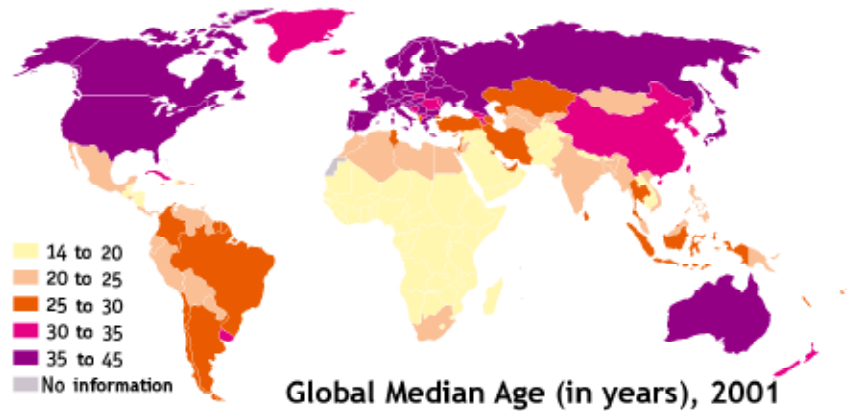 14 to 20
20 to 25
25 to 30
30 to 35
35 to 45
No information
Global Median Age (in years), 2001